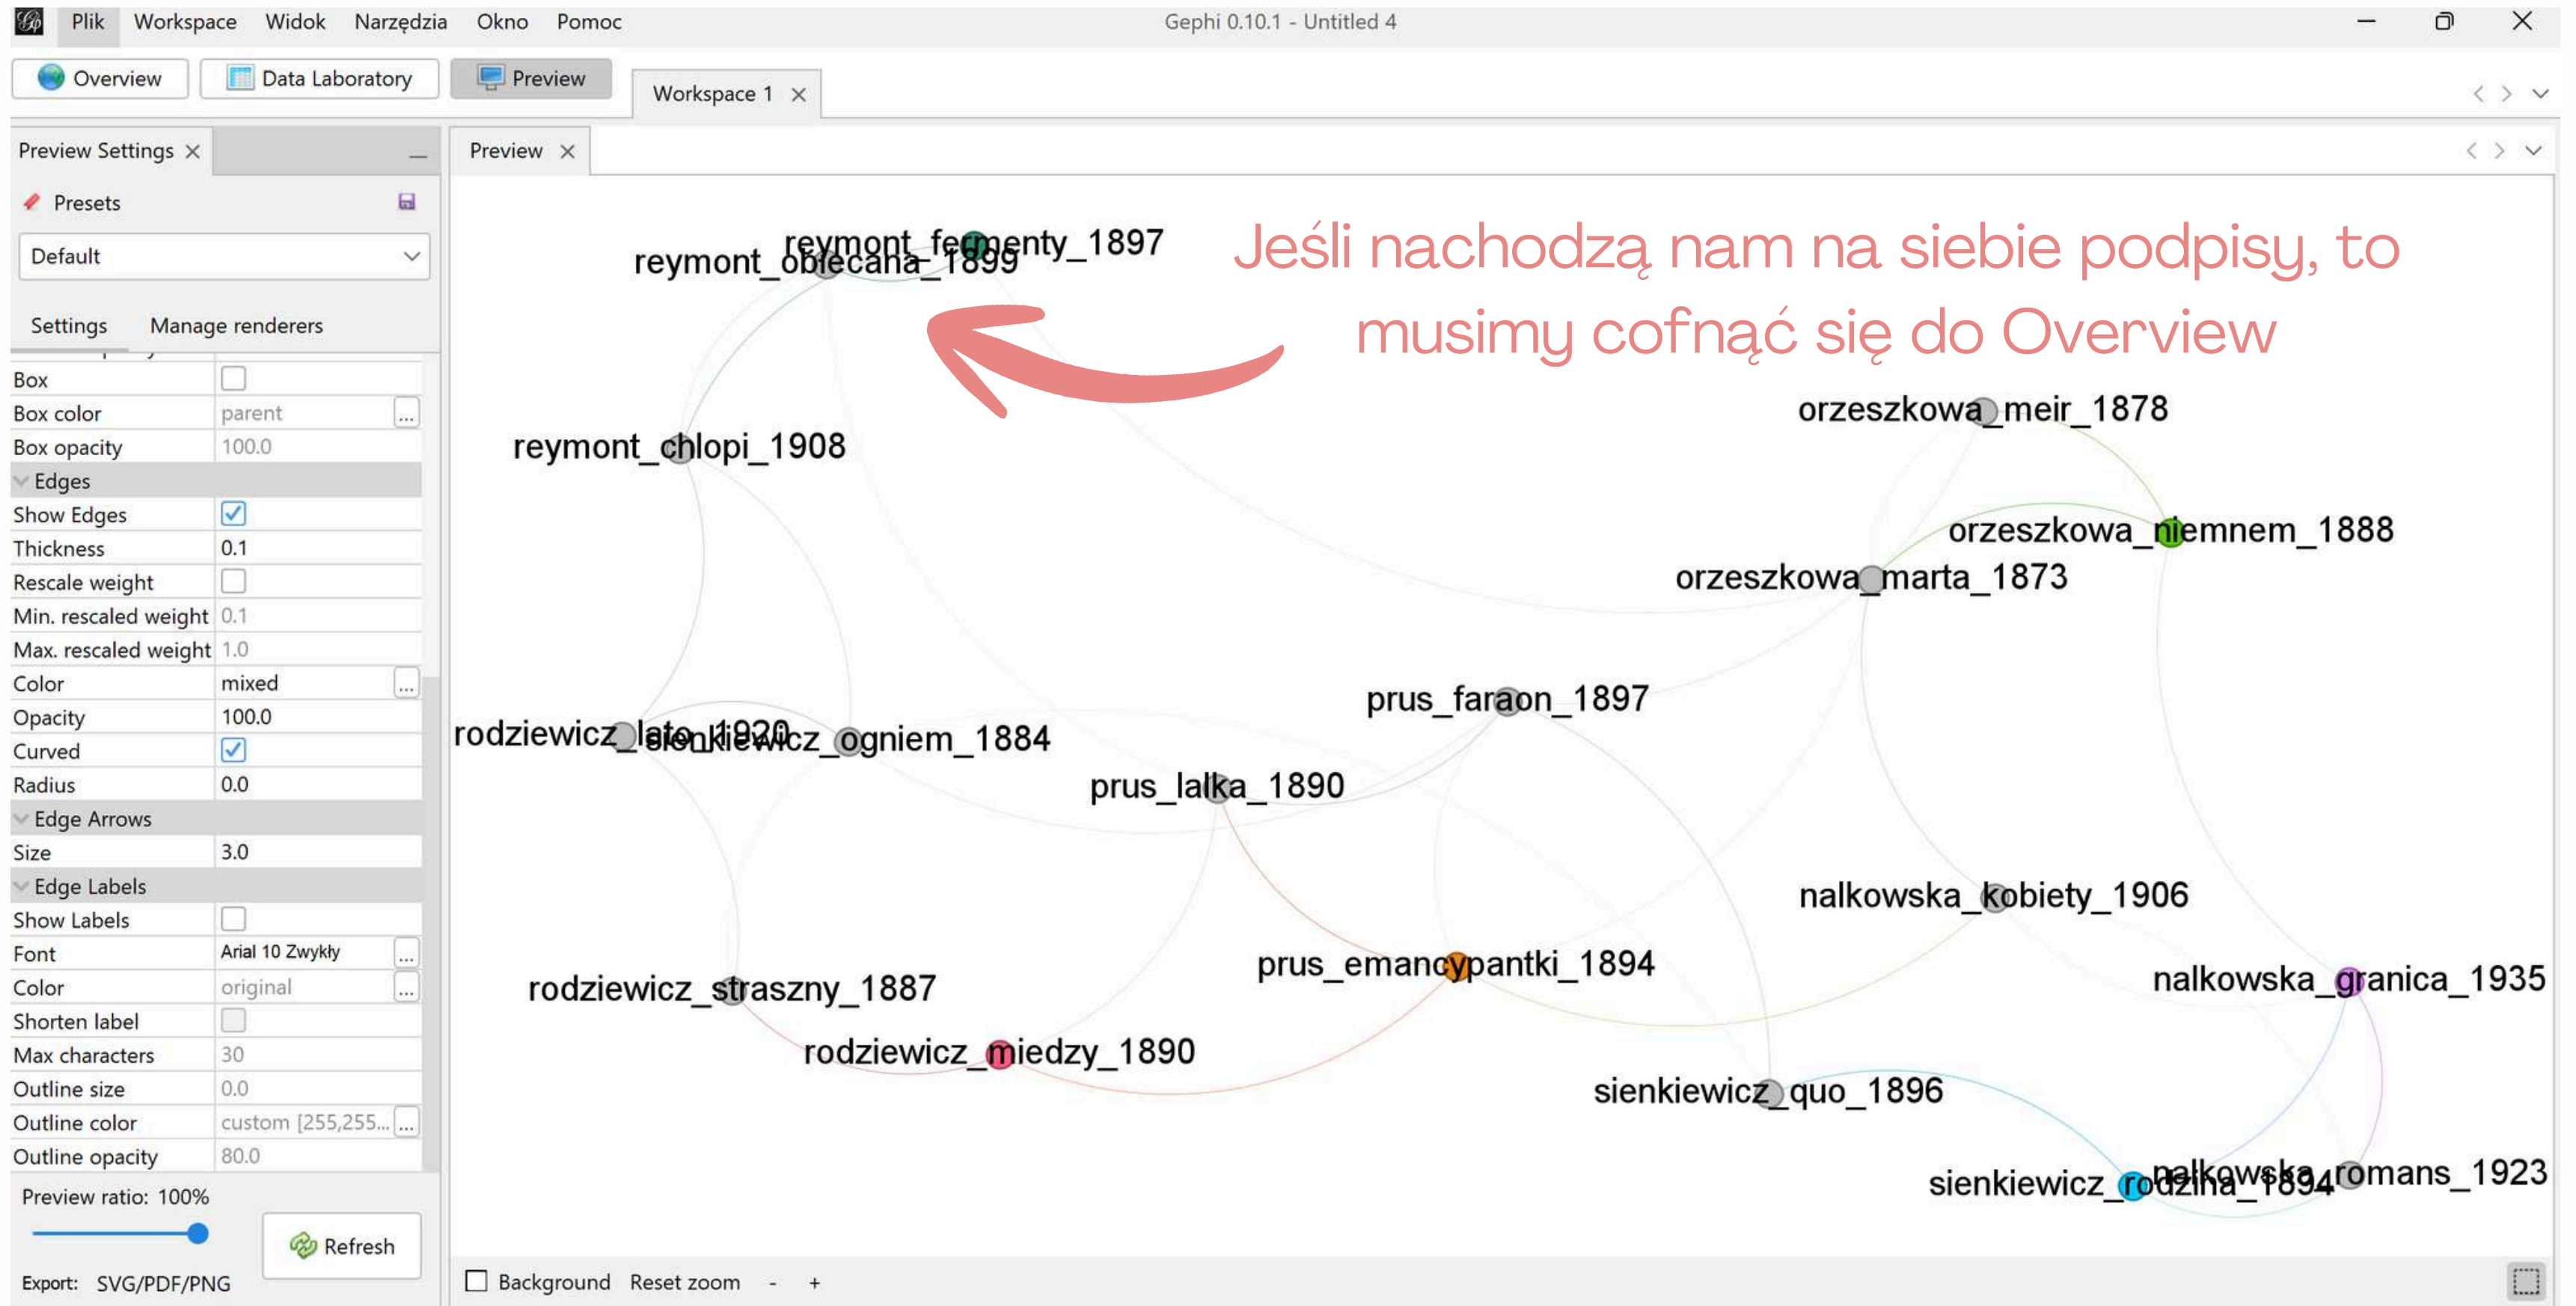 Plik Workspace Widok Narzędzia Okno Pomoc Gephi 0.10.1 - Untitled 4
Overview Data Laboratory Preview Workspace 1
Preview Settings
Presets
Default
Settings Manage renderers
Box
Box color parent ...
Box opacity 100.0
Edges
Show Edges
Thickness 0.1
Rescale weight
Min. rescaled weight 0.1
Max. rescaled weight 1.0
Color mixed ...
Opacity 100.0
Curved
Radius 0.0
Edge Arrows
Size 3.0
Edge Labels
Show Labels
Font Arial 10 Zwykły ...
Color original ...
Shorten label
Max characters 30
Outline size 0.0
Outline color custom [255,255... ...
Outline opacity 80.0
Preview ratio: 100%
Refresh
Export: SVG/PDF/PNG
Preview
reymont_fermenty_1897
reymont_obiecana_1899
Jeśli nachodzą nam na siebie podpisy, to
musimy cofnąć się do Overview
orzeszkowa_meir_1878
reymont_chlopi_1908
orzeszkowa_niemnem_1888
orzeszkowa_marta_1873
prus_faraon_1897
rodziewicz_lato_1920
sienkiewicz_ogniem_1884
prus_lalka_1890
nalkowska_kobiety_1906
prus_emancypantki_1894
nalkowska_granica_1935
rodziewicz_straszny_1887
rodziewicz_miedzy_1890
sienkiewicz_quo_1896
nalkowska_romans_1923
sienkiewicz_rodzina_1894
Background Reset zoom - +